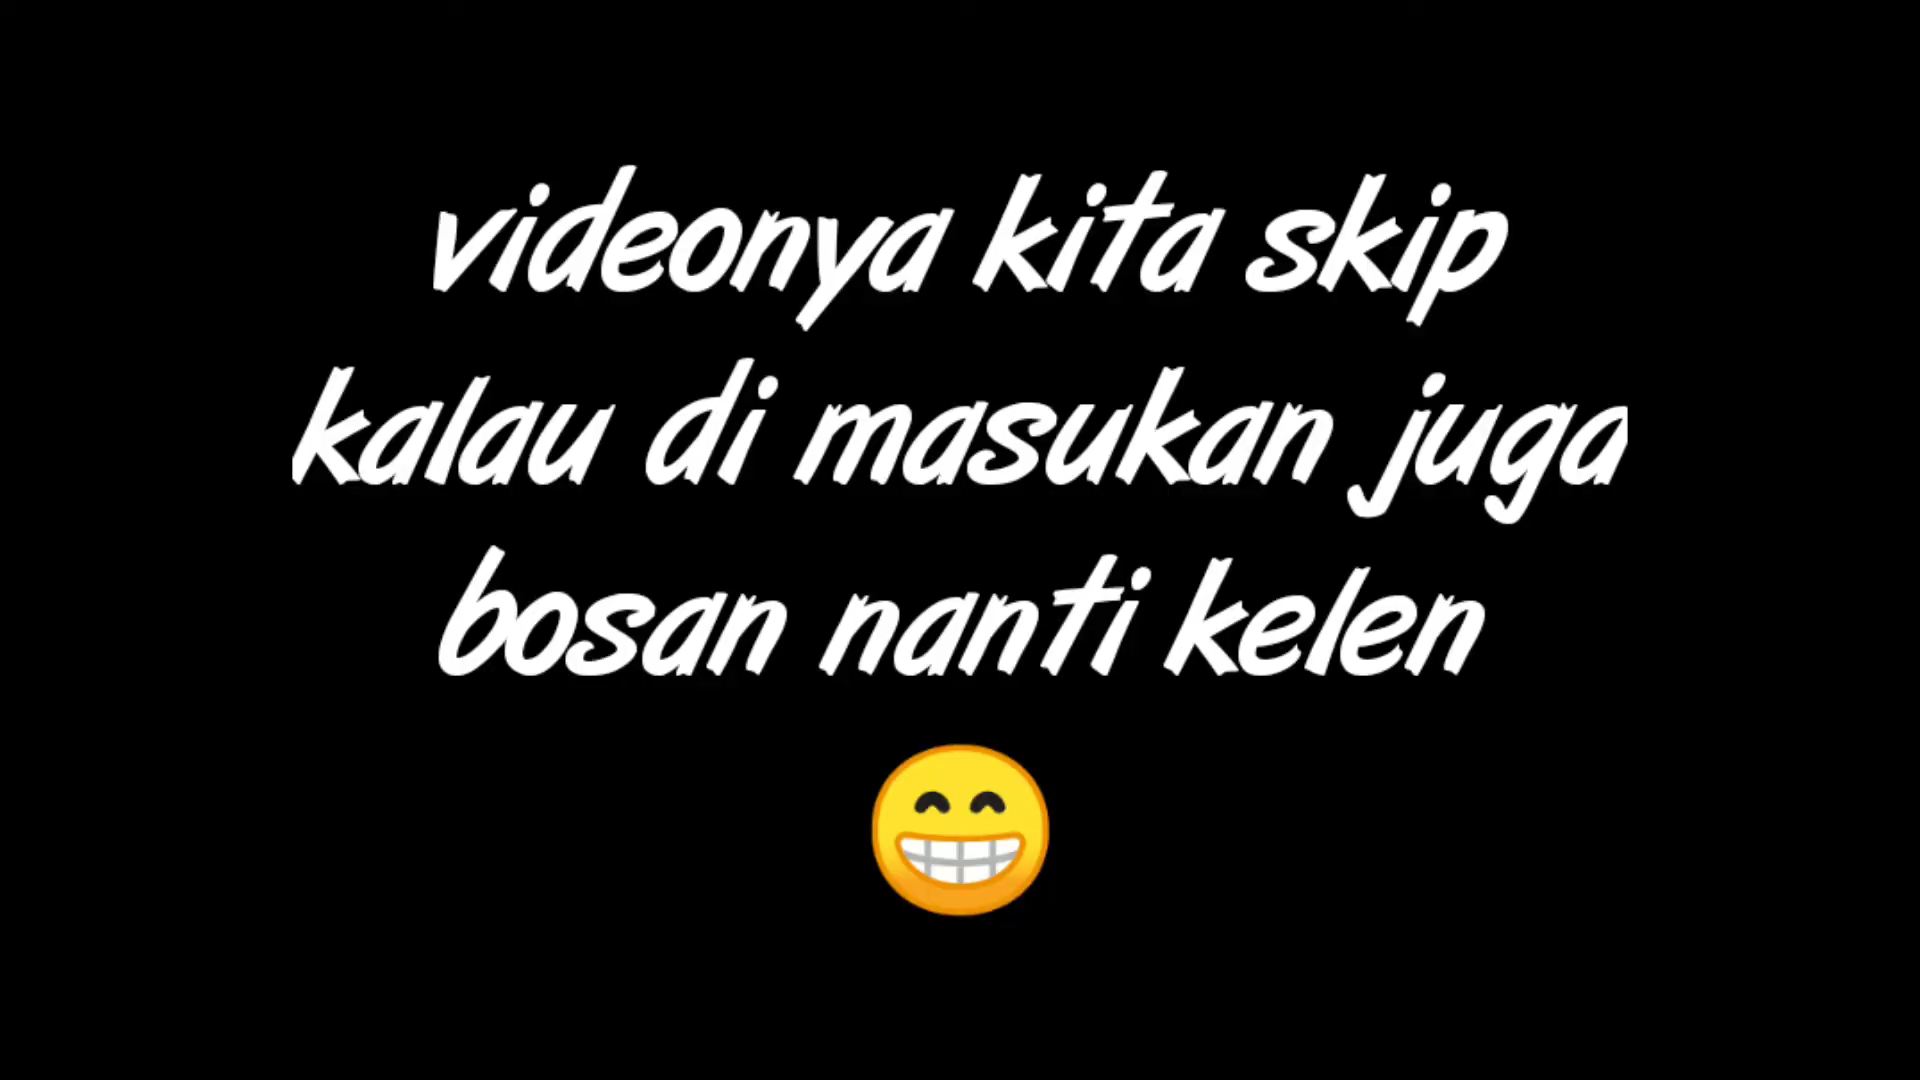 videonya kita skip
kalau di masukan juga
bosan nanti kelen
😁